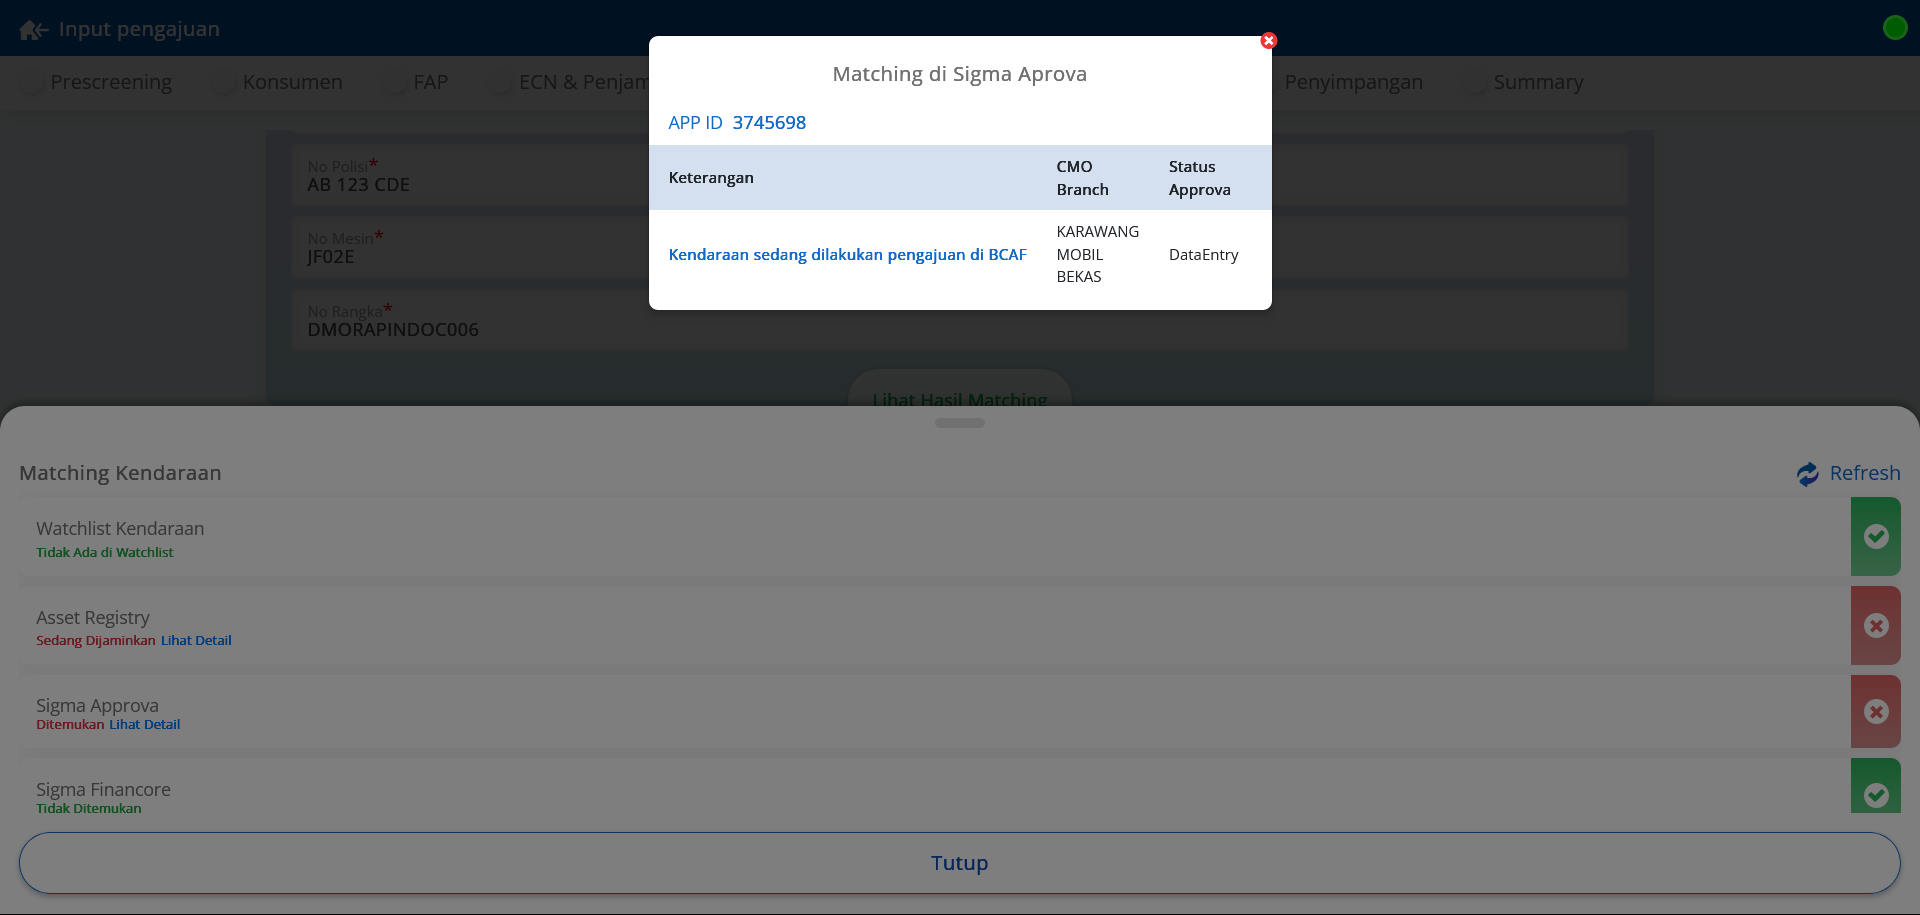 Input pengajuan
Prescreening
Konsumen
FAP
ECN & Penjam
Penyimpangan
Summary
Matching di Sigma Aprova
APP ID 3745698
Keterangan
CMO
Branch
Status
Approva
Kendaraan sedang dilakukan pengajuan di BCAF
KARAWANG
MOBIL
BEKAS
DataEntry
No Polisi*
AB 123 CDE
No Mesin*
JF02E
No Rangka*
DMORAPINDOC006
Lihat Hasil Matching
Matching Kendaraan
Refresh
Watchlist Kendaraan
Tidak Ada di Watchlist
Asset Registry
Sedang Dijaminkan Lihat Detail
Sigma Approva
Ditemukan Lihat Detail
Sigma Financore
Tidak Ditemukan
Tutup